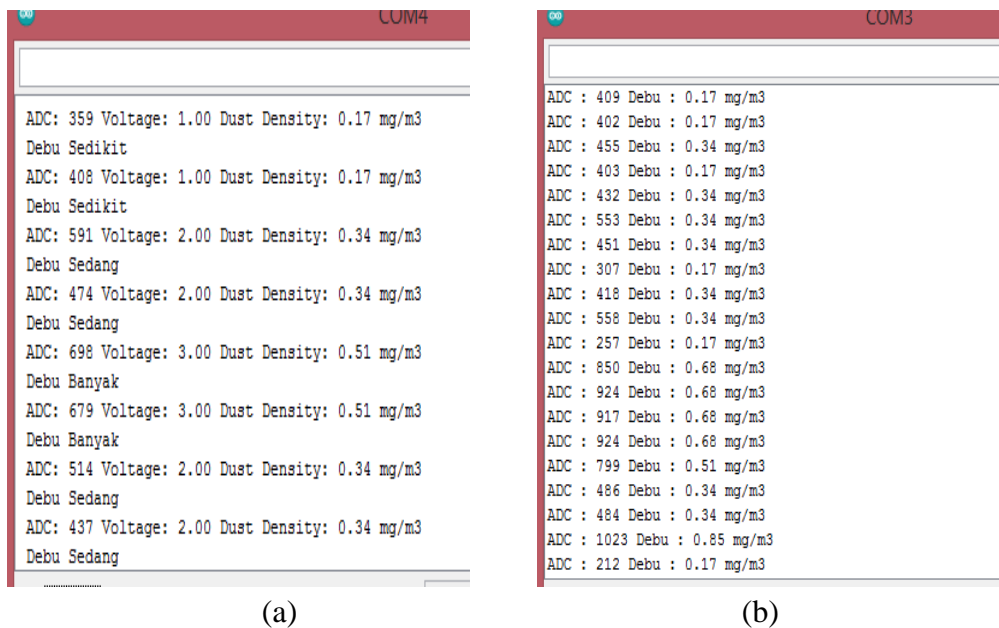 COM4
ADC: 359 Voltage: 1.00 Dust Density: 0.17 mg/m3
Debu Sedikit
ADC: 408 Voltage: 1.00 Dust Density: 0.17 mg/m3
Debu Sedikit
ADC: 591 Voltage: 2.00 Dust Density: 0.34 mg/m3
Debu Sedang
ADC: 474 Voltage: 2.00 Dust Density: 0.34 mg/m3
Debu Sedang
ADC: 698 Voltage: 3.00 Dust Density: 0.51 mg/m3
Debu Banyak
ADC: 679 Voltage: 3.00 Dust Density: 0.51 mg/m3
Debu Banyak
ADC: 514 Voltage: 2.00 Dust Density: 0.34 mg/m3
Debu Sedang
ADC: 437 Voltage: 2.00 Dust Density: 0.34 mg/m3
Debu Sedang
(a)
COM3
ADC : 409 Debu : 0.17 mg/m3
ADC : 402 Debu : 0.17 mg/m3
ADC : 455 Debu : 0.34 mg/m3
ADC : 403 Debu : 0.17 mg/m3
ADC : 432 Debu : 0.34 mg/m3
ADC : 553 Debu : 0.34 mg/m3
ADC : 451 Debu : 0.34 mg/m3
ADC : 307 Debu : 0.17 mg/m3
ADC : 418 Debu : 0.34 mg/m3
ADC : 558 Debu : 0.34 mg/m3
ADC : 257 Debu : 0.17 mg/m3
ADC : 850 Debu : 0.68 mg/m3
ADC : 924 Debu : 0.68 mg/m3
ADC : 917 Debu : 0.68 mg/m3
ADC : 924 Debu : 0.68 mg/m3
ADC : 799 Debu : 0.51 mg/m3
ADC : 486 Debu : 0.34 mg/m3
ADC : 484 Debu : 0.34 mg/m3
ADC : 1023 Debu : 0.85 mg/m3
ADC : 212 Debu : 0.17 mg/m3
(b)